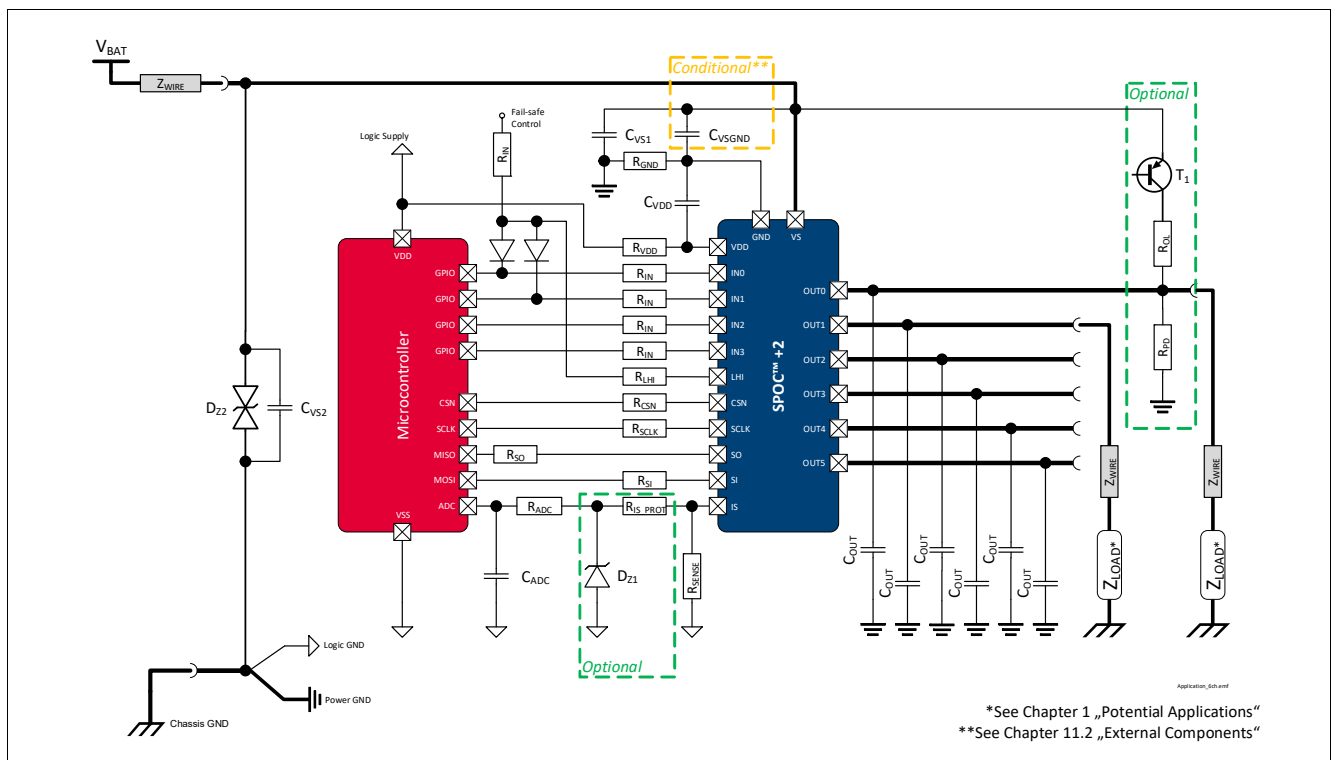 VBAT
ZWIRE
Conditional**
Optional
Fail-safe
Control
Logic Supply
RIN
CVS1
CVSGND
RGND
CVDD
T1
ROL
RPD
GND
VS
VDD
RVDD
VDD
GPIO
RIN
IN0
OUT0
GPIO
RIN
IN1
OUT1
GPIO
RIN
IN2
OUT2
GPIO
RIN
IN3
OUT3
RLHI
LHI
CSN
RCSN
CSN
OUT4
SCLK
RSCLK
SCLK
MISO
RSO
SO
OUT5
MOSI
RSI
SI
ADC
RADC
RIS_PROT
IS
VSS
Microcontroller
SPOC™ +2
DZ2
CVS2
CADC
DZ1
RSENSE
Optional
COUT
COUT
COUT
COUT
COUT
COUT
ZWIRE
ZWIRE
ZLOAD*
ZLOAD*
Logic GND
Power GND
Chassis GND
Application_6ch.emf
*See Chapter 1 „Potential Applications“
**See Chapter 11.2 „External Components“